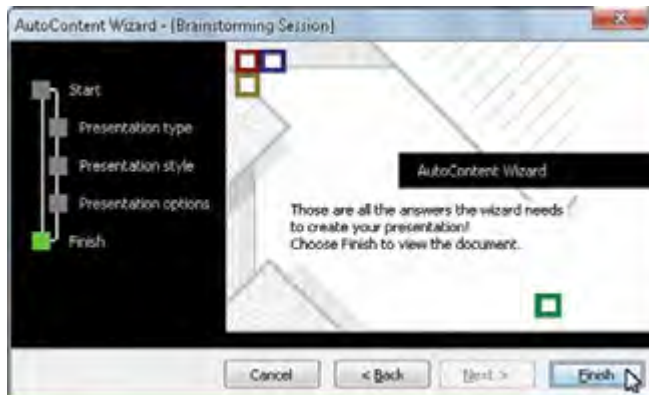 AutoContent Wizard - [Brainstorming Session]
Start
Presentation type
Presentation style
Presentation options
Finish
AutoContent Wizard
Those are all the answers the wizard needs
to create your presentation!
Choose Finish to view the document.
Cancel
< Back
Next >
Finish